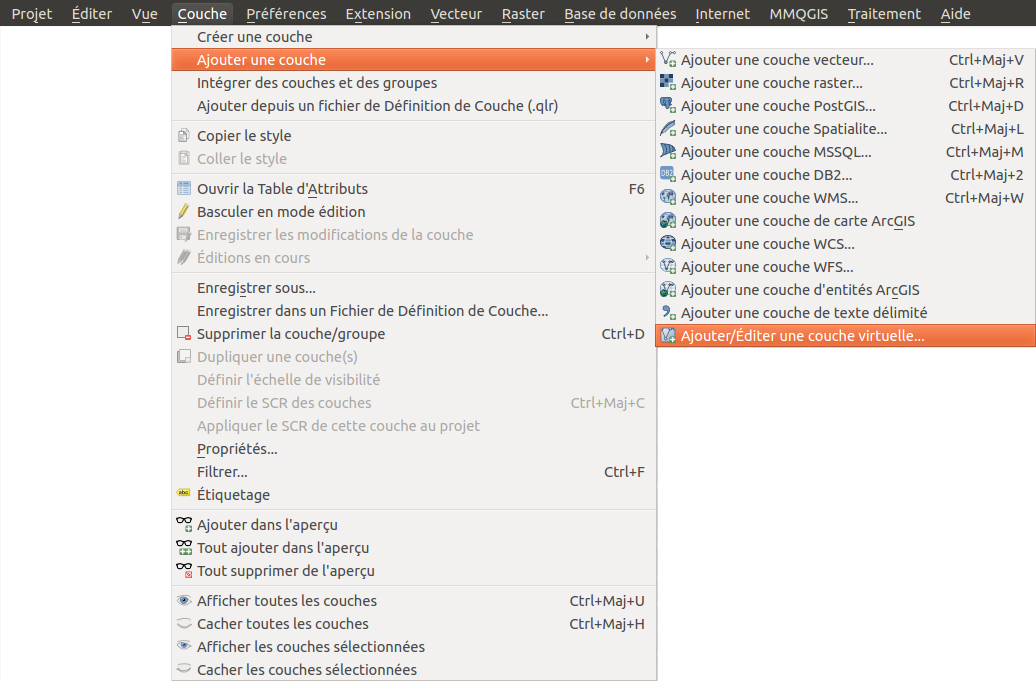 Projet Éditer Vue Couche Préférences Extension Vecteur Raster Base de données Internet MMQGIS Traitement Aide
Créer une couche
Ajouter une couche
Intégrer des couches et des groupes
Ajouter depuis un fichier de Définition de Couche (.qlr)
Copier le style
Coller le style
Ouvrir la Table d'Attributs F6
Basculer en mode édition
Enregistrer les modifications de la couche
Éditions en cours
Enregistrer sous...
Enregistrer dans un Fichier de Définition de Couche...
Supprimer la couche/groupe Ctrl+D
Dupliquer une couche(s)
Définir l'échelle de visibilité
Définir le SCR des couches Ctrl+Maj+C
Appliquer le SCR de cette couche au projet
Propriétés...
Filtrer... Ctrl+F
abc Étiquetage
Ajouter dans l'aperçu
Tout ajouter dans l'aperçu
Tout supprimer de l'aperçu
Afficher toutes les couches Ctrl+Maj+U
Cacher toutes les couches Ctrl+Maj+H
Afficher les couches sélectionnées
Cacher les couches sélectionnées
Ajouter une couche vecteur... Ctrl+Maj+V
Ajouter une couche raster... Ctrl+Maj+R
Ajouter une couche PostGIS... Ctrl+Maj+D
Ajouter une couche Spatialite... Ctrl+Maj+L
Ajouter une couche MSSQL... Ctrl+Maj+M
DB2 Ajouter une couche DB2... Ctrl+Maj+2
Ajouter une couche WMS... Ctrl+Maj+W
Ajouter une couche de carte ArcGIS
Ajouter une couche WCS...
Ajouter une couche WFS...
Ajouter une couche d'entités ArcGIS
Ajouter une couche de texte délimité
Ajouter/Éditer une couche virtuelle...